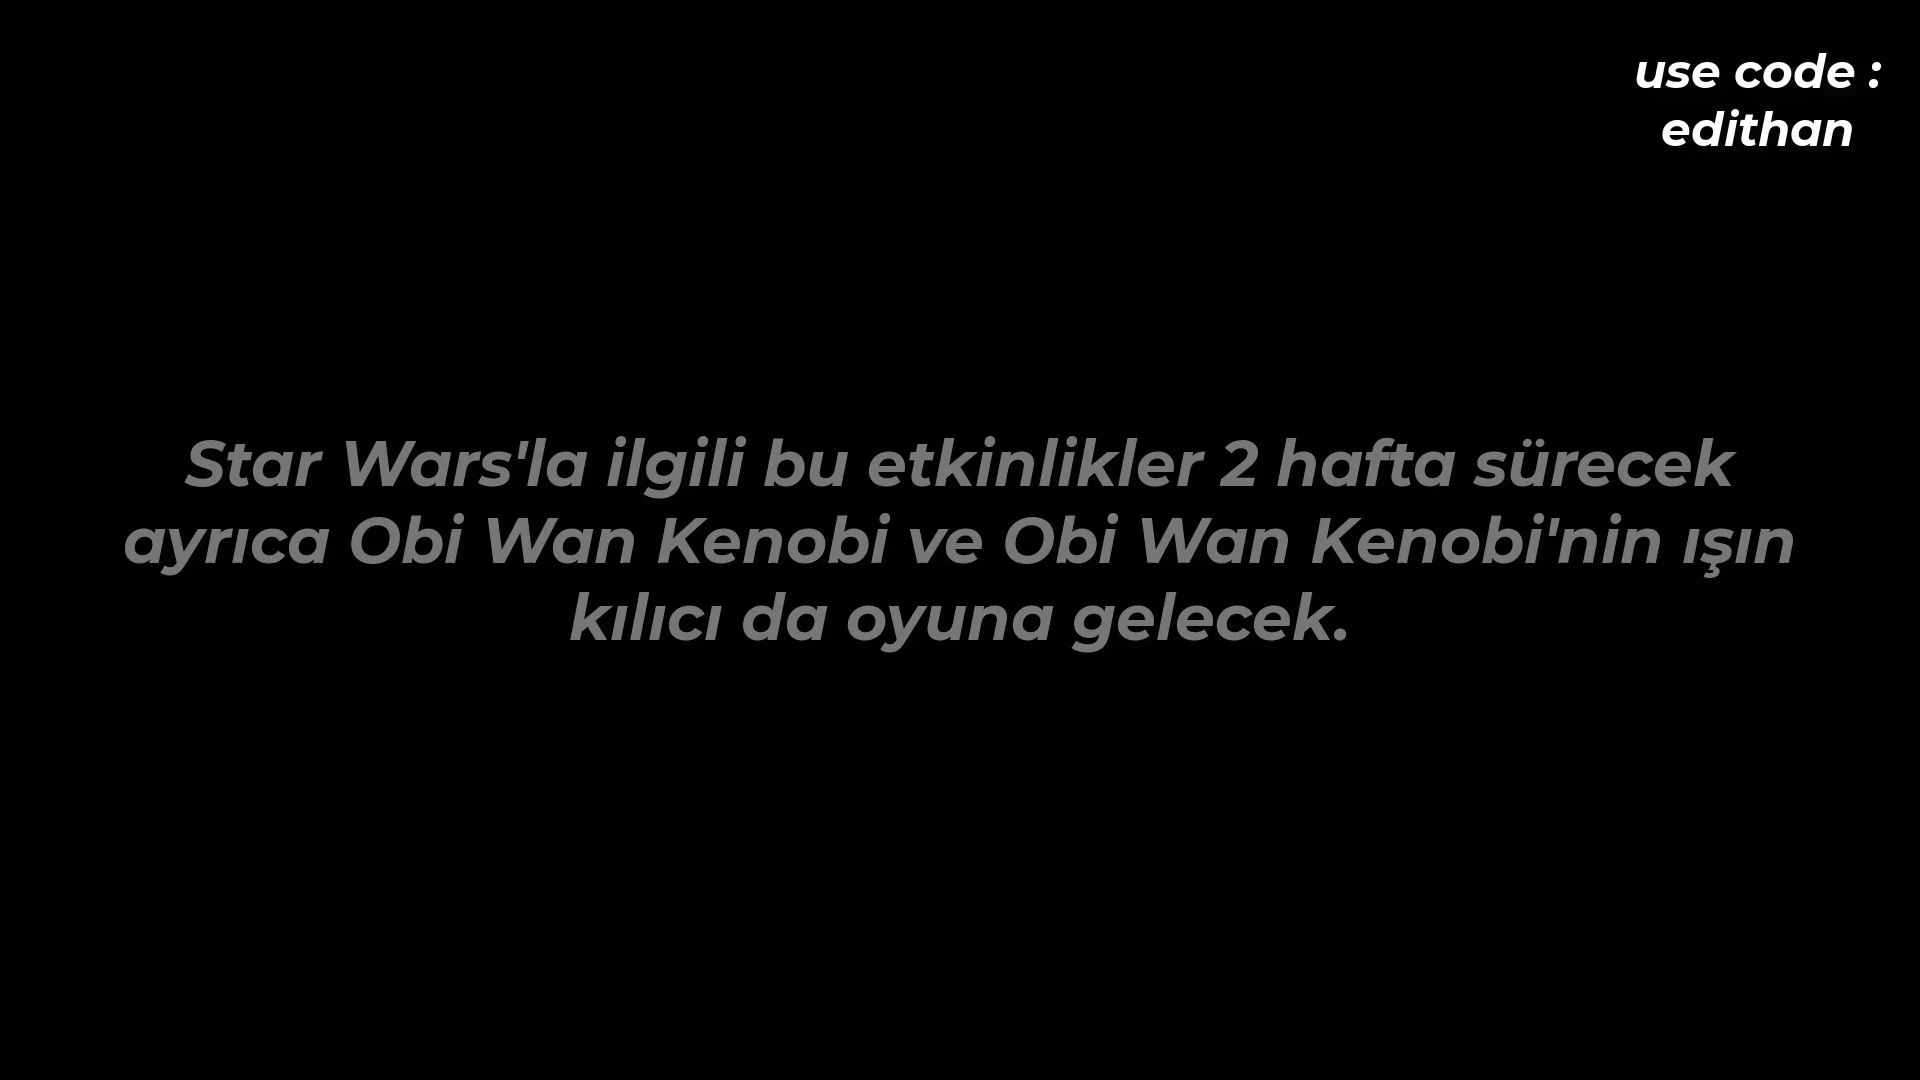 use code :
edithan
Star Wars'la ilgili bu etkinlikler 2 hafta sürecek
ayrıca Obi Wan Kenobi ve Obi Wan Kenobi'nin ışın
kılıcı da oyuna gelecek.